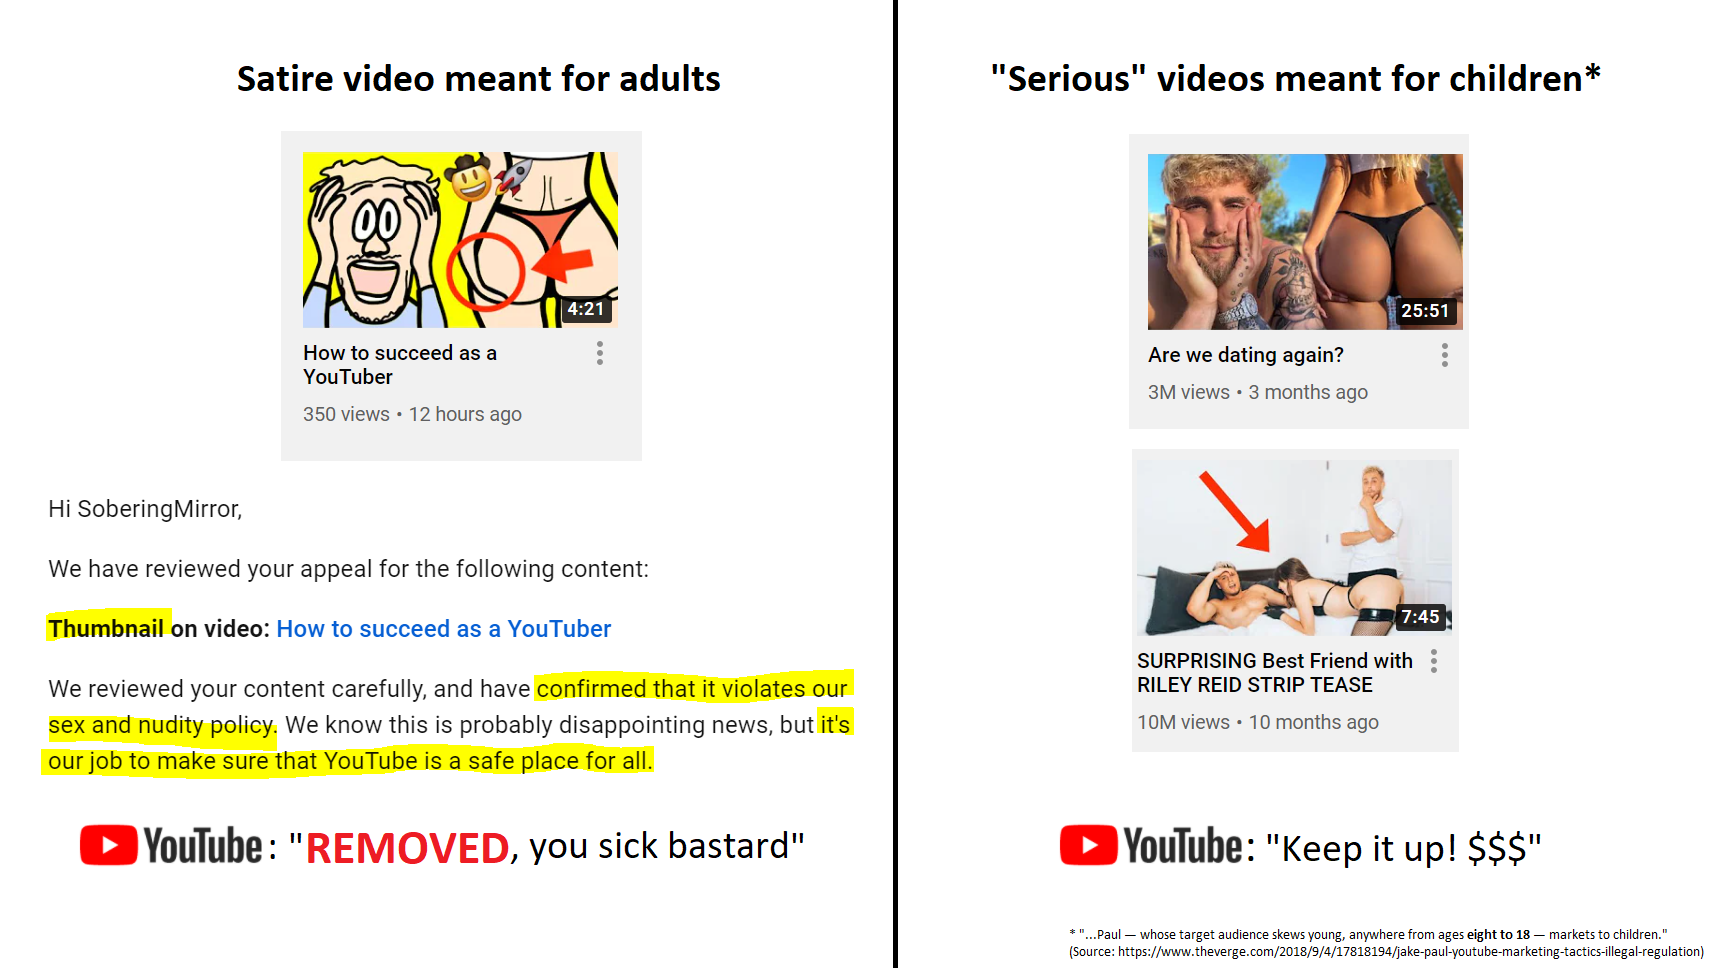 Satire video meant for adults
4:21
How to succeed as a
YouTuber
350 views • 12 hours ago
Hi SoberingMirror,
We have reviewed your appeal for the following content:
Thumbnail on video: How to succeed as a YouTuber
We reviewed your content carefully, and have confirmed that it violates our
sex and nudity policy. We know this is probably disappointing news, but it's
our job to make sure that YouTube is a safe place for all.
YouTube: "REMOVED, you sick bastard"
"Serious" videos meant for children*
25:51
Are we dating again?
3M views • 3 months ago
7:45
SURPRISING Best Friend with
RILEY REID STRIP TEASE
10M views • 10 months ago
YouTube: "Keep it up! $$$"
* "...Paul — whose target audience skews young, anywhere from ages eight to 18 — markets to children."
(Source: https://www.theverge.com/2018/9/4/17818194/jake-paul-youtube-marketing-tactics-illegal-regulation)